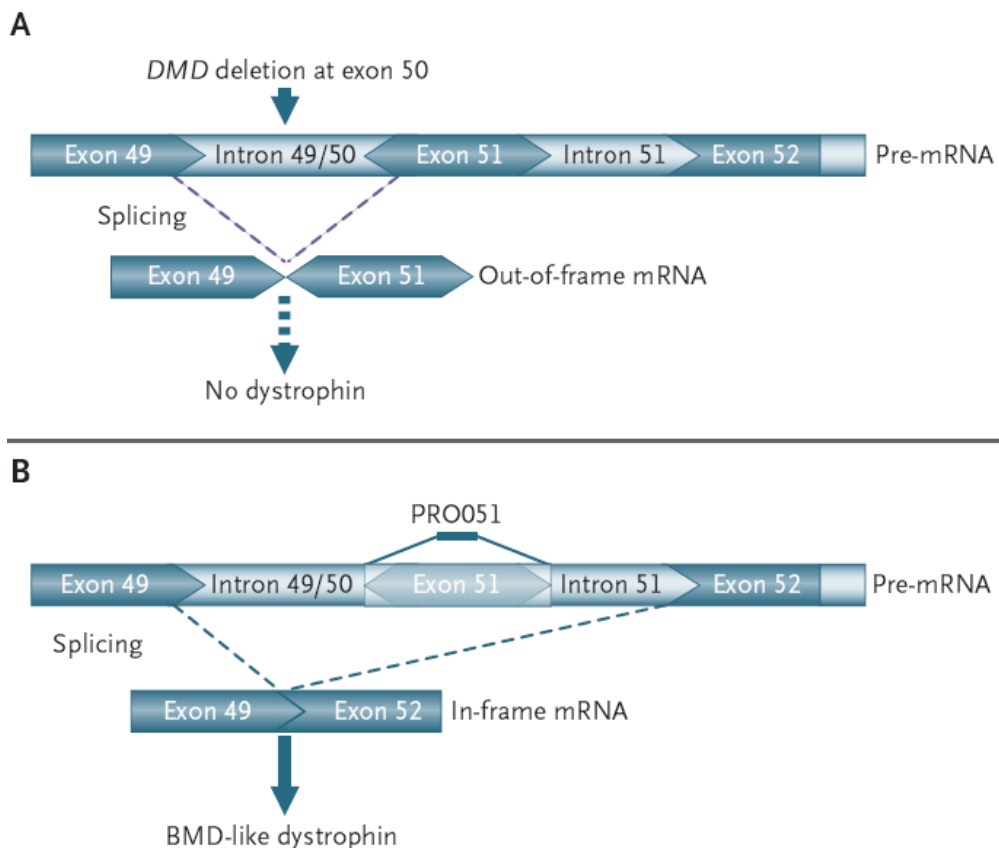 A
DMD deletion at exon 50
Exon 49 Intron 49/50 Exon 51 Intron 51 Exon 52 Pre-mRNA
Splicing
Exon 49 Exon 51 Out-of-frame mRNA
No dystrophin
B
PRO051
Exon 49 Intron 49/50 Exon 51 Intron 51 Exon 52 Pre-mRNA
Splicing
Exon 49 Exon 52 In-frame mRNA
BMD-like dystrophin